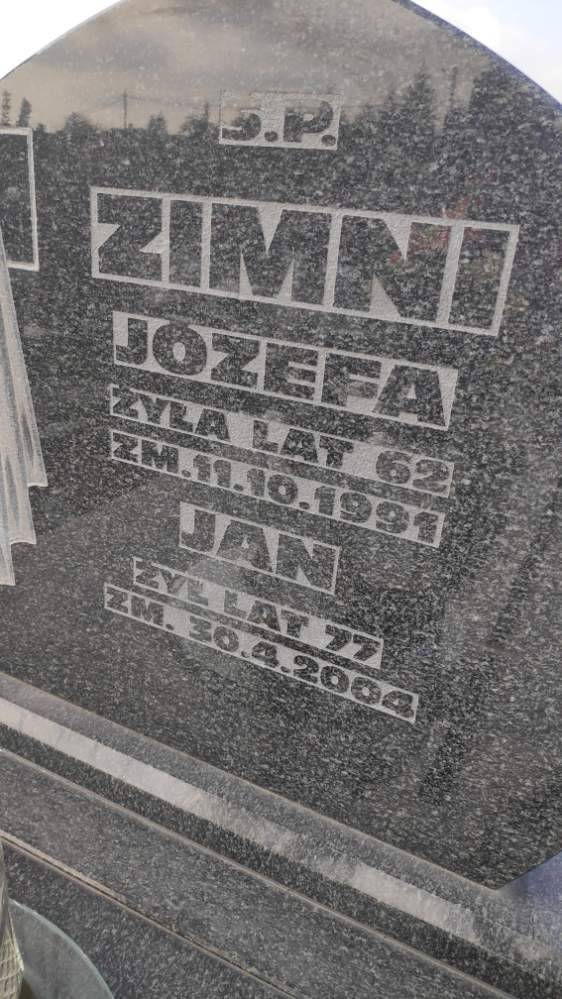 Ś.P.
ZIMNI
JÓZEFA
ŻYŁA LAT 62
ZM.11.10.1991
JAN
ŻYŁ LAT 77
ZM. 30.4.2004